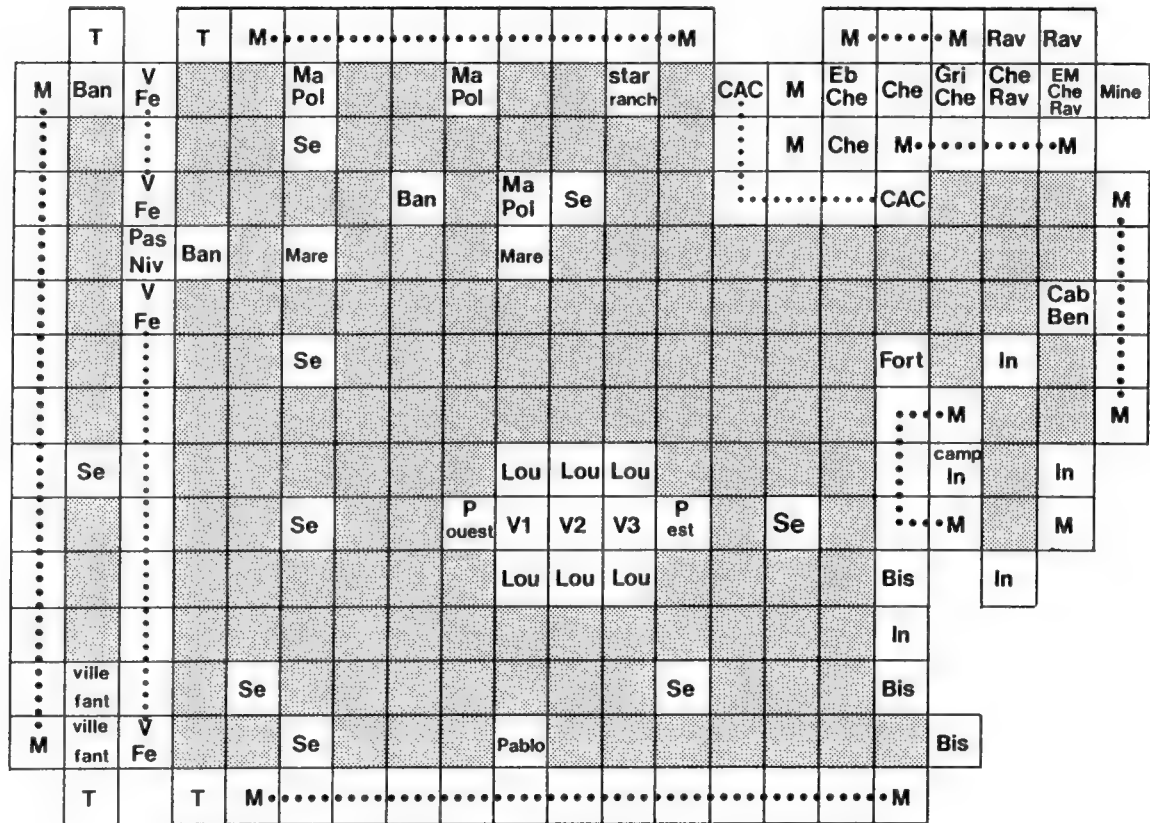 T T M M M M Rav Rav
M Ban V Fe Ma Pol Ma Pol star ranch CAC M Eb Che Che Gri Che Che Rav EM Che Rav Mine
Se M Che M M
V Fe Ban Ma Pol Se CAC M
Pas Niv Ban Mare Mare
V Fe Cab Ben
Se Fort In
M M
Se Lou Lou Lou camp In In
Se P ouest V1 V2 V3 P est Se M M
Lou Lou Lou Bis In
In
ville fant Se Se Bis
M ville fant V Fe Se Pablo Bis
T T M M